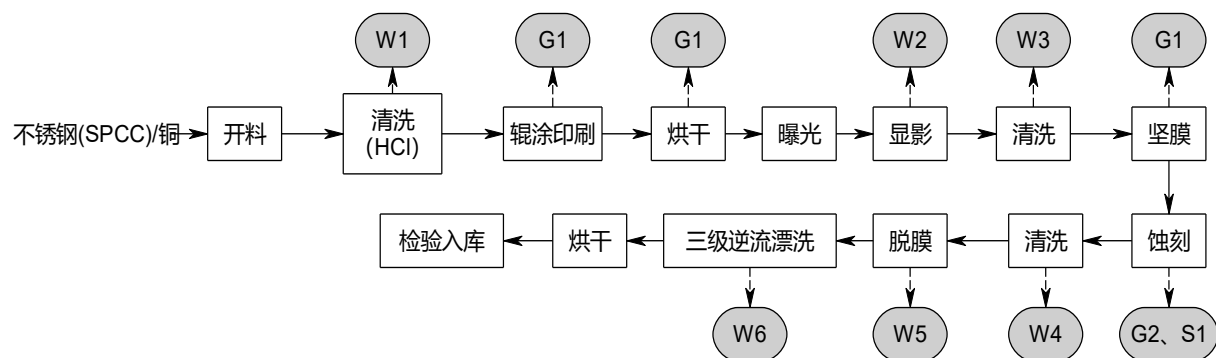 W1
G1
G1
W2
W3
G1
不锈钢(SPCC)/铜
开料
清洗
(HCl)
辊涂印刷
烘干
曝光
显影
清洗
坚膜
检验入库
烘干
三级逆流漂洗
脱膜
清洗
蚀刻
W6
W5
W4
G2、S1